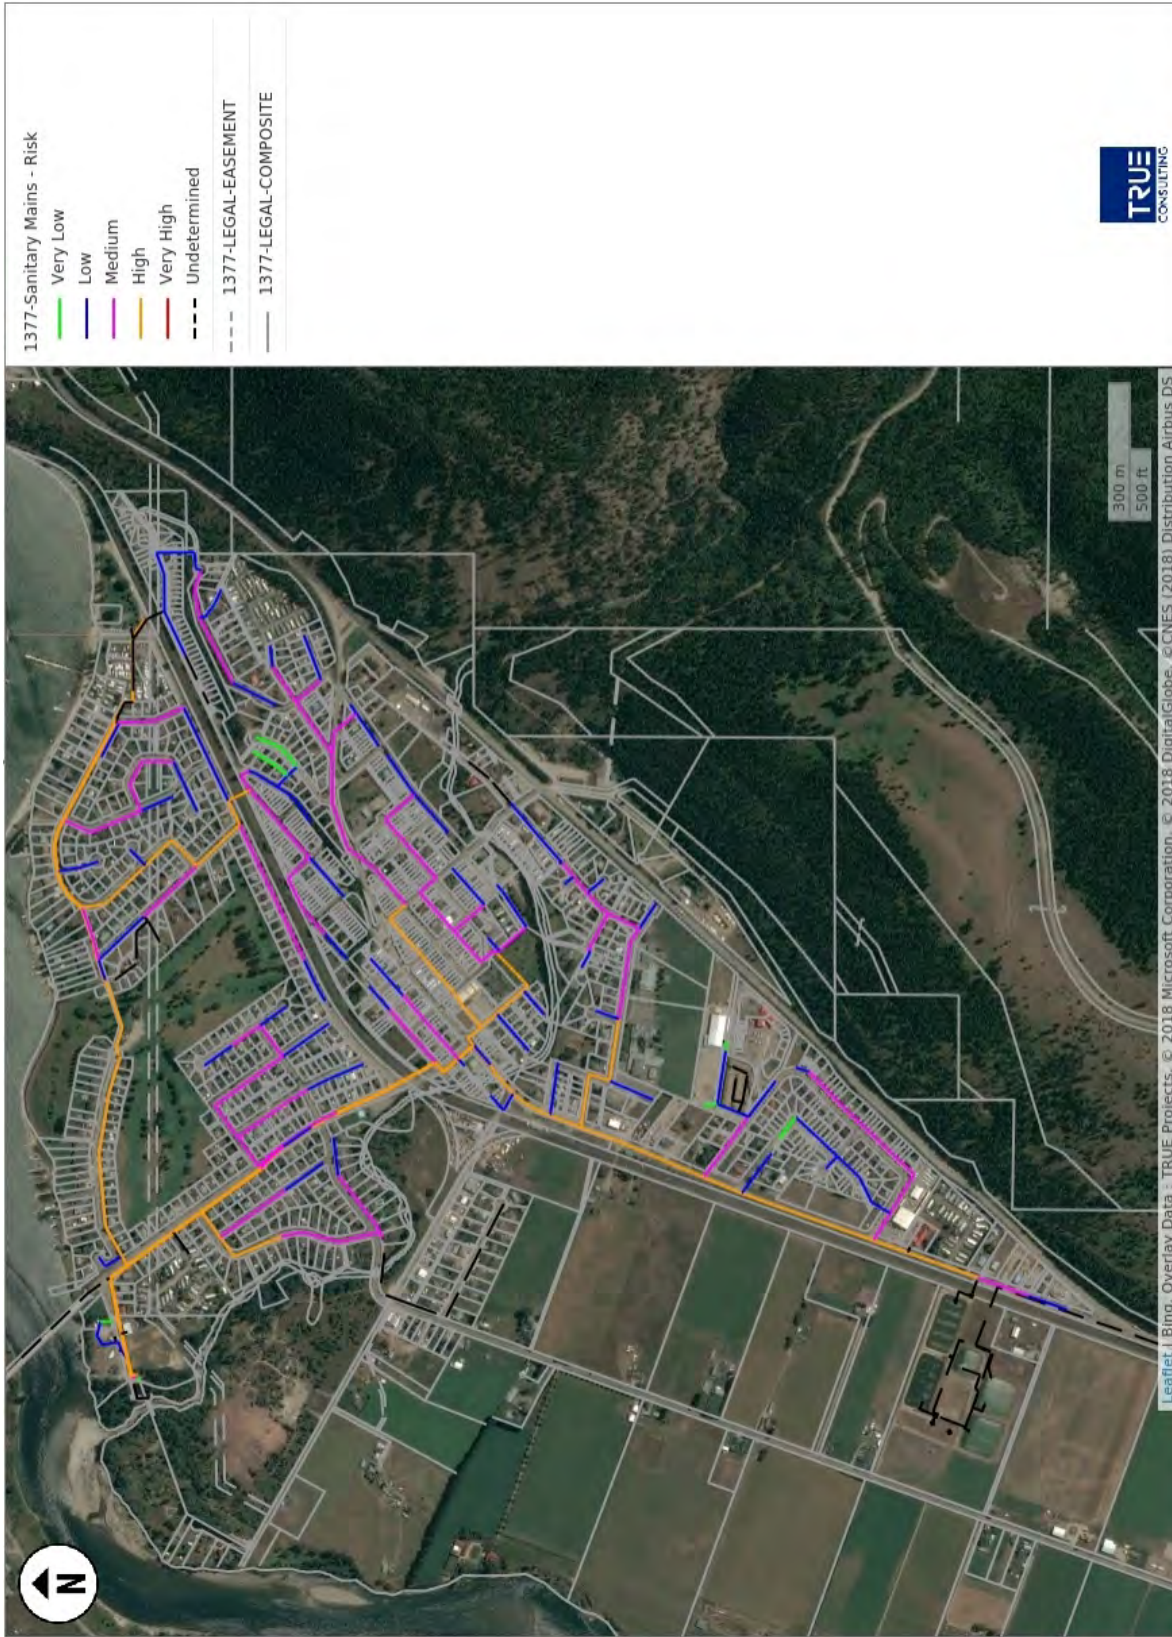 1377-Sanitary Mains - Risk
Very Low
Low
Medium
High
Very High
Undetermined
1377-LEGAL-EASEMENT
1377-LEGAL-COMPOSITE
N
300 m
500 ft
TRUE
CONSULTING
Leaflet | Bing | Overlay Data : TRUE Projects, © 2018 Microsoft Corporation, © 2018 DigitalGlobe, ©CNES (2018) Distribution Airbus DS